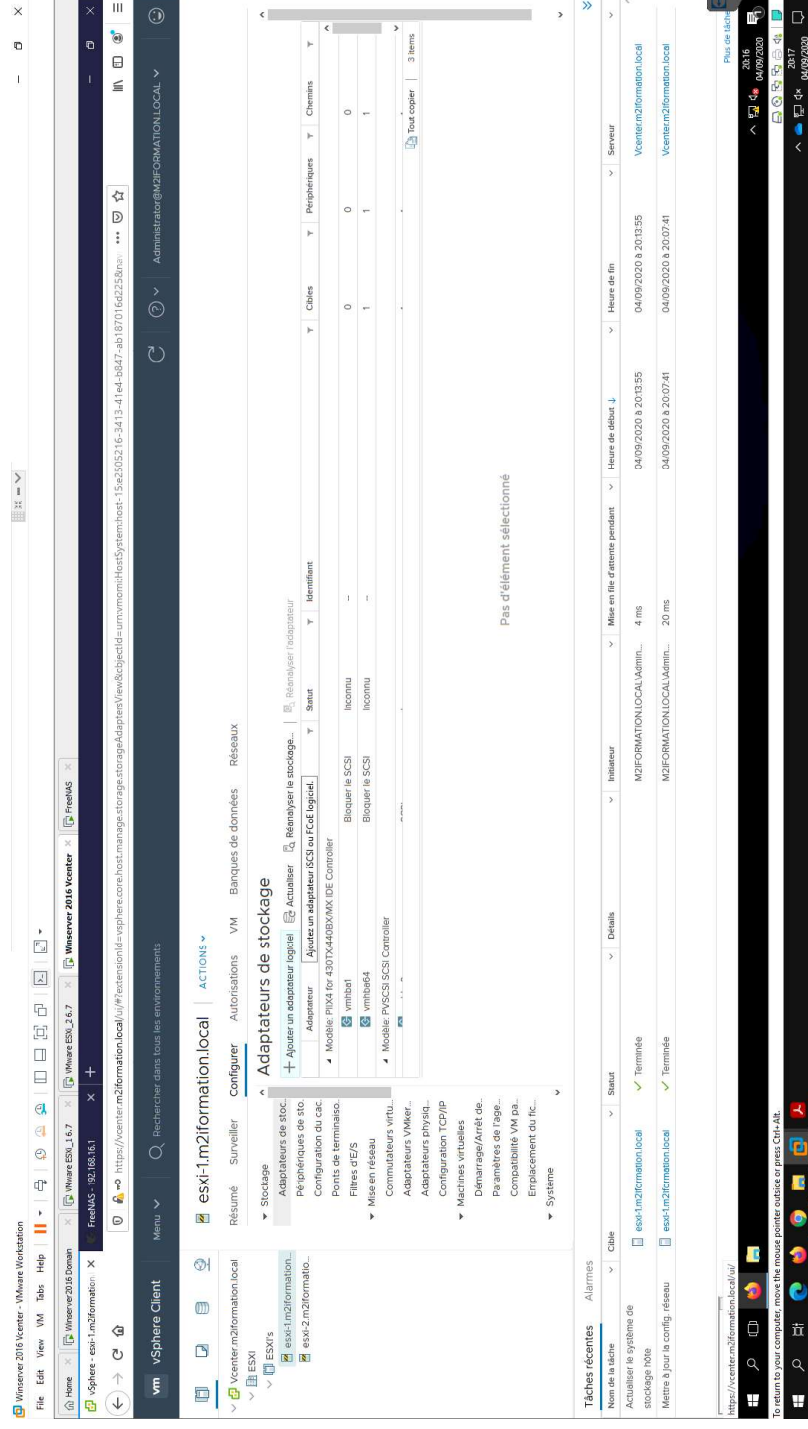 Winserver 2016 Vcenter - VMware Workstation
File Edit View VM Tabs Help
Home
Winserver2016 Domain
VMware ESXi_1 6.7
VMware ESXi_2 6.7
Winserver 2016 Vcenter
FreeNAS
vSphere - esxi-1.m2iformation
FreeNAS - 192.168.16.1
https://vcenter.m2iformation.local/ui/#?extensionId=vsphere.core.host.manage.storage.storageAdaptersView&objectId=urn:vmomi:HostSystem:host-15:e2505216-3413-41e4-b847-ab187016d225&nav
vm vSphere Client
Menu
Rechercher dans tous les environnements
Administrator@M2IFORMATION.LOCAL
Vcenter.m2iformation.local
ESXI
ESXI's
esxi-1.m2iformation...
esxi-2.m2iformatio...
esxi-1.m2iformation.local
ACTIONS
Résumé Surveiller Configurer Autorisations VM Banques de données Réseaux
Stockage
Adaptateurs de stoc...
Périphériques de sto...
Configuration du cac...
Ponts de terminaiso...
Filtres d'E/S
Mise en réseau
Commutateurs virtu...
Adaptateurs VMker...
Adaptateurs physiq...
Configuration TCP/IP
Machines virtuelles
Démarrage/Arrêt de...
Paramètres de l'age...
Compatibilité VM pa...
Emplacement du fic...
Système
Adaptateurs de stockage
+ Ajouter un adaptateur logiciel Actualiser Réanalyser le stockage... Réanalyser l'adaptateur
Ajoutez un adaptateur iSCSI ou FCoE logiciel.
Adaptateur Statut Identifiant Cibles Périphériques Chemins
Modèle: PIIX4 for 430TX/440BX/MX IDE Controller
vmhba1 Bloquer le SCSI Inconnu -- 0 0 0
vmhba64 Bloquer le SCSI Inconnu -- 1 1 1
Modèle: PVSCSI SCSI Controller
Tout copier 3 items
Pas d'élément sélectionné
Tâches récentes Alarmes
Nom de la tâche Cible Statut Détails Initiateur Mise en file d'attente pendant Heure de début ↓ Heure de fin Serveur
Actualiser le système de stockage hôte esxi-1.m2iformation.local Terminée M2IFORMATION.LOCAL\Admin... 4 ms 04/09/2020 à 20:13:55 04/09/2020 à 20:13:55 Vcenter.m2iformation.local
Mettre à jour la config. réseau esxi-1.m2iformation.local Terminée M2IFORMATION.LOCAL\Admin... 20 ms 04/09/2020 à 20:07:41 04/09/2020 à 20:07:41 Vcenter.m2iformation.local
https://vcenter.m2iformation.local/ui/
Plus de tâche
20:16
04/09/2020
To return to your computer, move the mouse pointer outside or press Ctrl+Alt.
20:17
04/09/2020